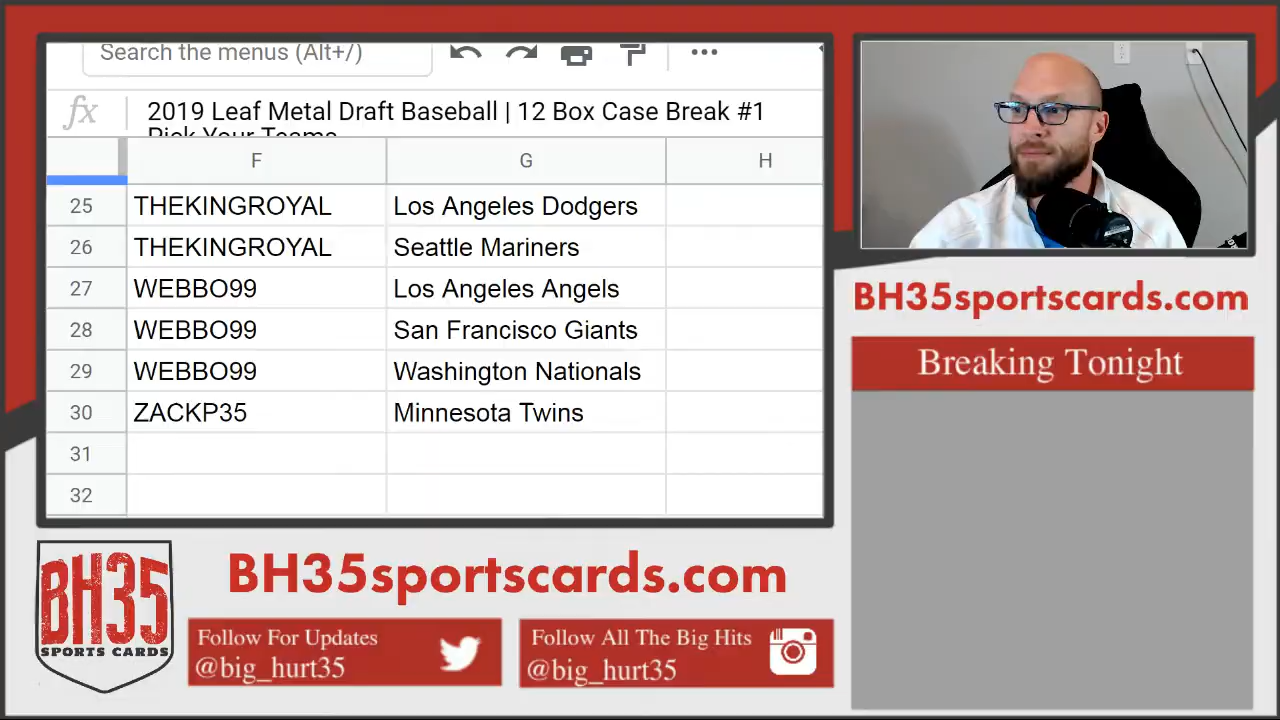 Search the menus (Alt+/)
fx
2019 Leaf Metal Draft Baseball | 12 Box Case Break #1
Pick Your Teams
F G H
25 THEKINGROYAL Los Angeles Dodgers
26 THEKINGROYAL Seattle Mariners
27 WEBBO99 Los Angeles Angels
28 WEBBO99 San Francisco Giants
29 WEBBO99 Washington Nationals
30 ZACKP35 Minnesota Twins
31
32
BH35sportscards.com
Breaking Tonight
BH35
SPORTS CARDS
BH35sportscards.com
Follow For Updates
@big_hurt35
Follow All The Big Hits
@big_hurt35